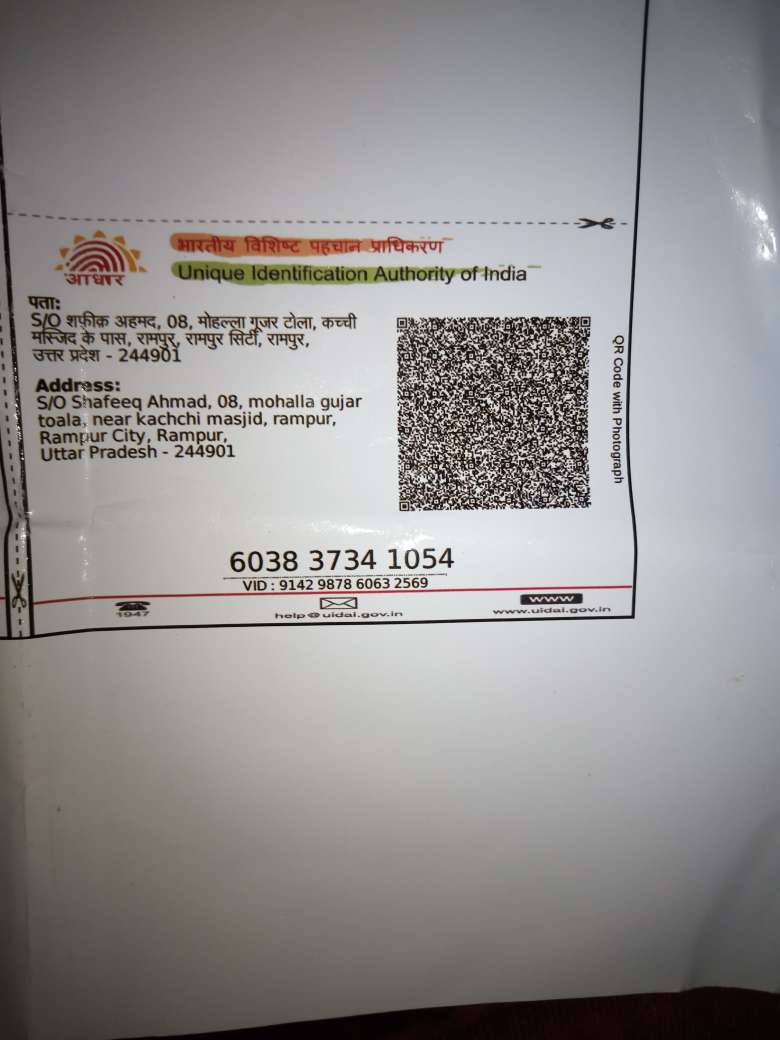 भारतीय विशिष्ट पहचान प्राधिकरण
आधार
Unique Identification Authority of India
पता:
S/O शफ़ीक़ अहमद, 08, मोहल्ला गूजर टोला, कच्ची
मस्जिद के पास, रामपुर, रामपुर सिटी, रामपुर,
उत्तर प्रदेश - 244901
Address:
S/O Shafeeq Ahmad, 08, mohalla gujar
toala, near kachchi masjid, rampur,
Rampur City, Rampur,
Uttar Pradesh - 244901
QR Code with Photograph
6038 3734 1054
VID : 9142 9878 6063 2569
1947
help@uidai.gov.in
www
www.uidai.gov.in